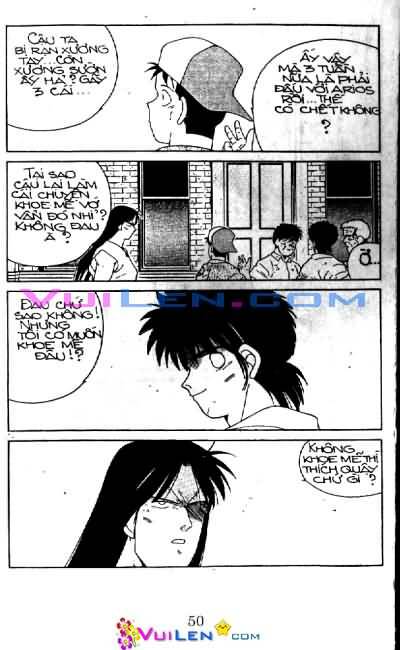 CẬU TA
BỊ RẠN XƯƠNG
TAY...CÒN
XƯƠNG SƯỜN
ẤY HẢ? GÃY
3 CÁI...
ẤY VẬY
MÀ 3 TUẦN
NỮA LÀ PHẢI
ĐẤU VỚI ARIOS
RỒI...THẾ
CÓ CHẾT KHÔNG
?
TẠI SAO
CẬU LẠI LÀM
CÁI CHUYỆN
KHỎE MẼ VỚ
VẨN ĐÓ NHỈ?
KHÔNG ĐAU
À?
Ờ...
ĐAU CHỨ
SAO KHÔNG!
NHƯNG
TÔI CÓ MUỐN
KHỎE MẼ
ĐÂU!?
VUILEN.COM
KHÔNG
KHOE MẼ THÌ
THÍCH QUẬY
CHỨ GÌ?
50
VUILEN.COM